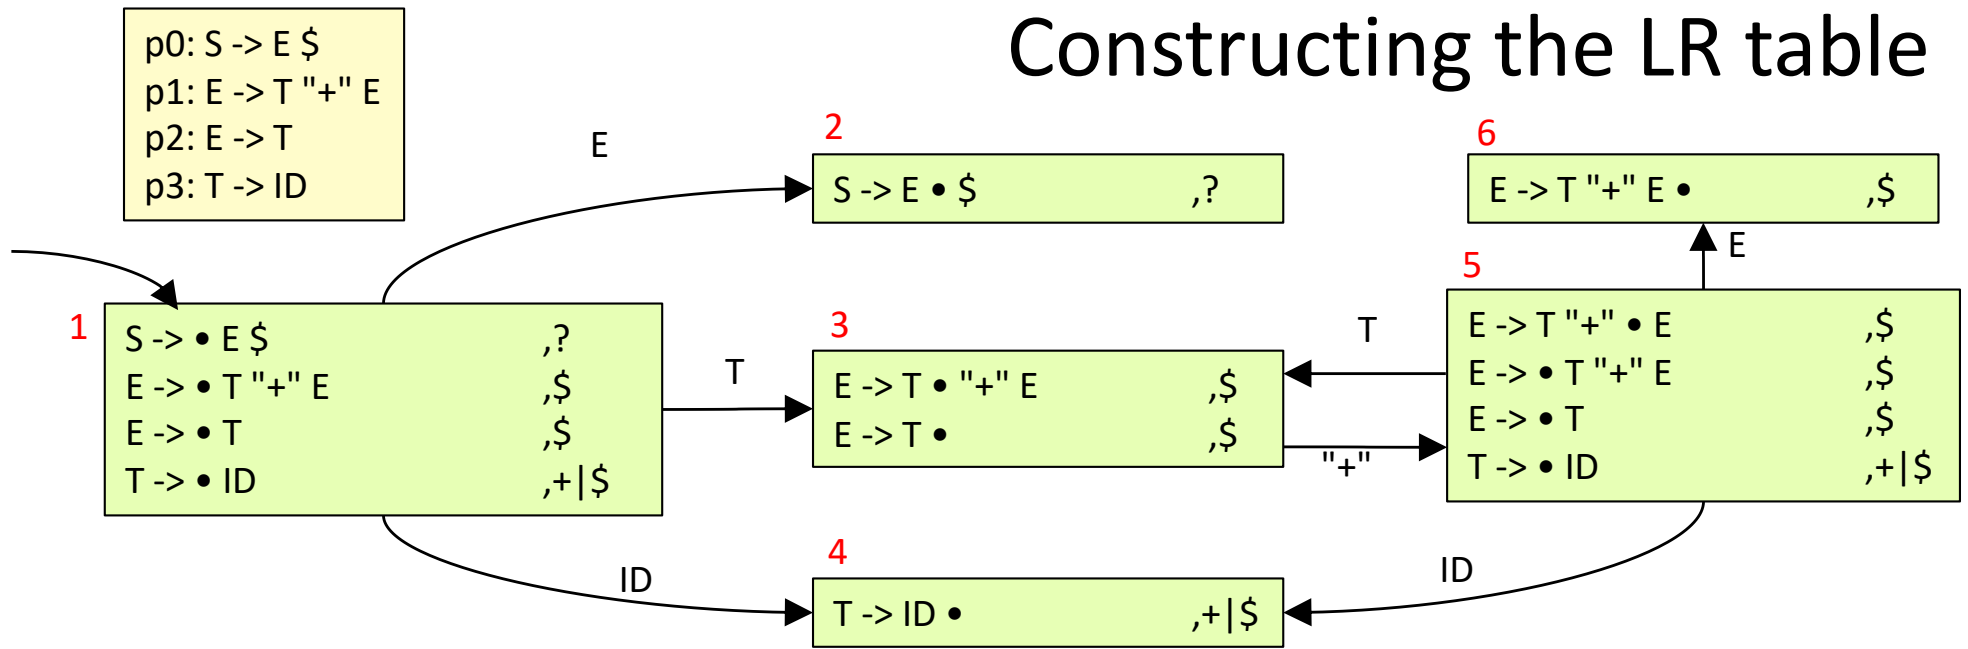 Constructing the LR table
p0: S -> E $
p1: E -> T "+" E
p2: E -> T
p3: T -> ID
E
2
S -> E • $ ,?
6
E -> T "+" E • ,$
E
1
S -> • E $ ,?
E -> • T "+" E ,$
E -> • T ,$
T -> • ID ,+|$
T
3
E -> T • "+" E ,$
E -> T • ,$
T
"+"
5
E -> T "+" • E ,$
E -> • T "+" E ,$
E -> • T ,$
T -> • ID ,+|$
ID
4
T -> ID • ,+|$
ID